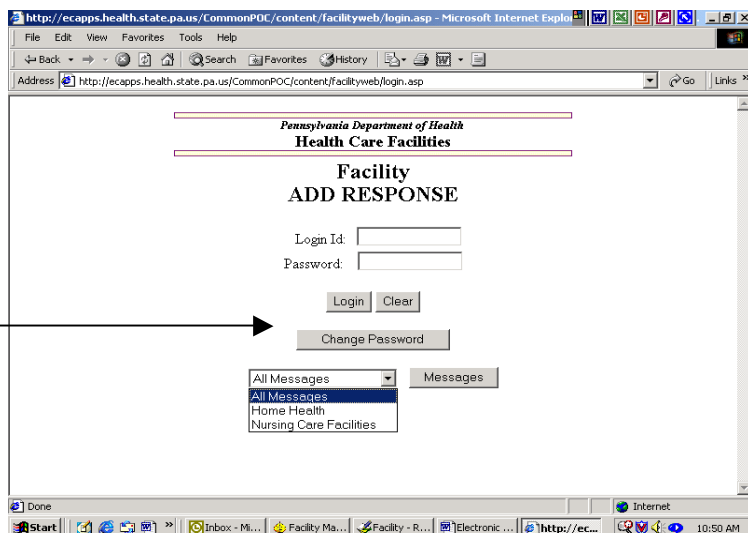 http://ecapps.health.state.pa.us/CommonPOC/content/facilityweb/login.asp - Microsoft Internet Explo
File Edit View Favorites Tools Help
Back Search Favorites History
Address http://ecapps.health.state.pa.us/CommonPOC/content/facilityweb/login.asp Go Links »
Pennsylvania Department of Health
Health Care Facilities
Facility
ADD RESPONSE
Login Id:
Password:
Login Clear
Change Password
All Messages Messages
All Messages
Home Health
Nursing Care Facilities
Done Internet
Start » Inbox - Mi... Facility Ma... Facility - R... Electronic ... http://ec... 10:50 AM